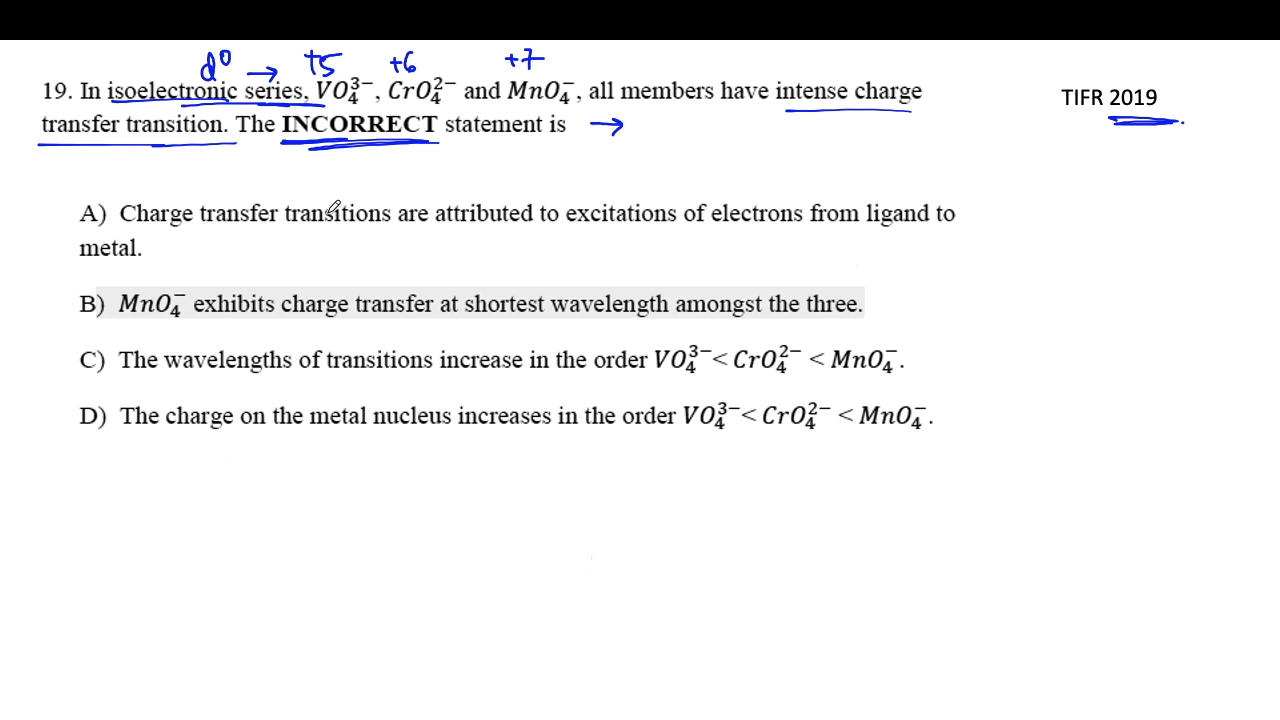 d⁰ → +5 +6 +7
19. In isoelectronic series, VO₄³⁻, CrO₄²⁻ and MnO₄⁻, all members have intense charge
TIFR 2019
transfer transition. The INCORRECT statement is →
A) Charge transfer transitions are attributed to excitations of electrons from ligand to
metal.
B) MnO₄⁻ exhibits charge transfer at shortest wavelength amongst the three.
C) The wavelengths of transitions increase in the order VO₄³⁻ < CrO₄²⁻ < MnO₄⁻.
D) The charge on the metal nucleus increases in the order VO₄³⁻ < CrO₄²⁻ < MnO₄⁻.